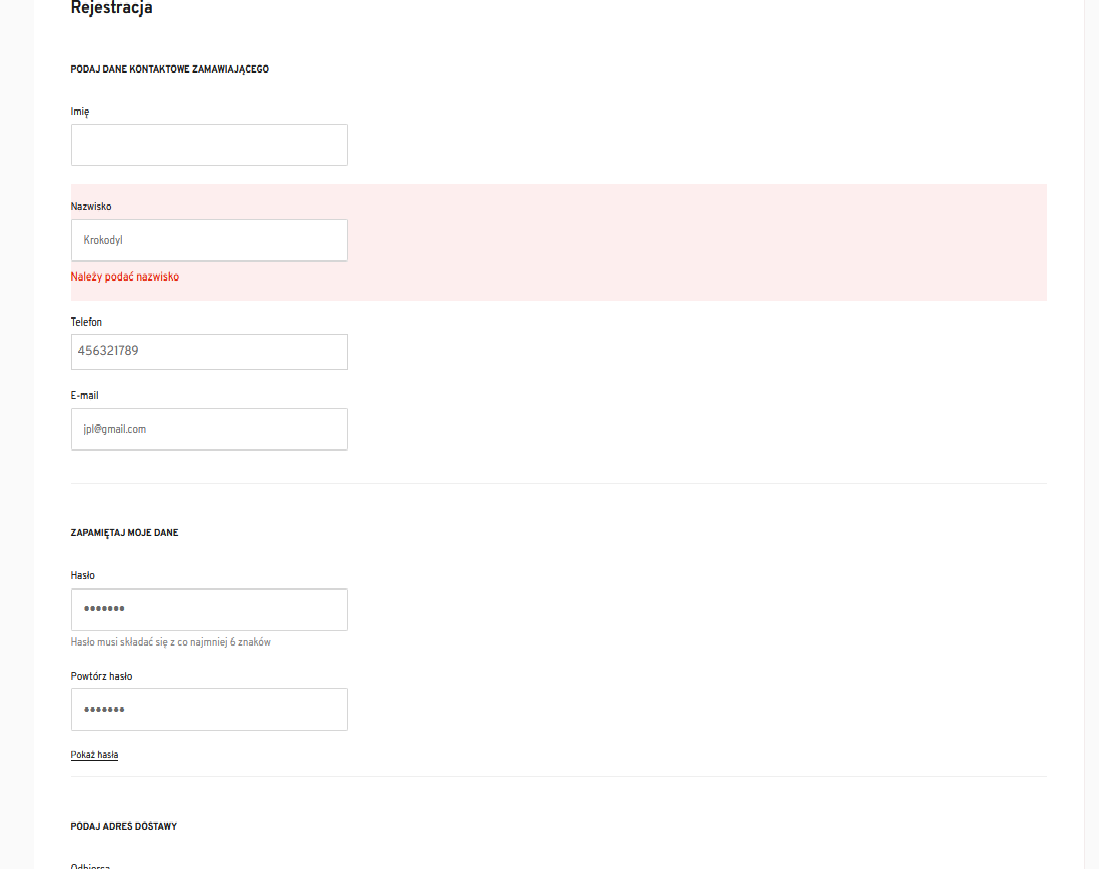 Rejestracja
PODAJ DANE KONTAKTOWE ZAMAWIAJĄCEGO
Imię
Nazwisko
Krokodyl
Należy podać nazwisko
Telefon
456321789
E-mail
jpl@gmail.com
ZAPAMIĘTAJ MOJE DANE
Hasło
•••••••
Hasło musi składać się z co najmniej 6 znaków
Powtórz hasło
•••••••
Pokaż hasła
PODAJ ADRES DOSTAWY
Odbiorca